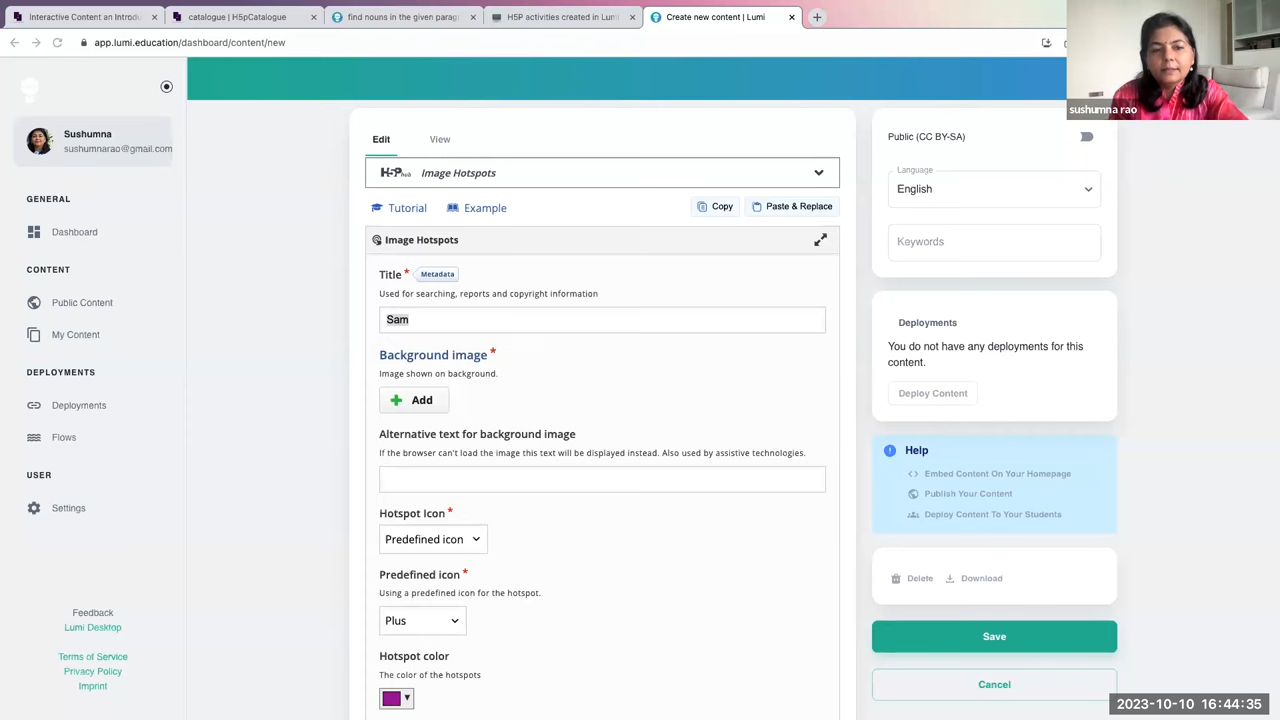 Interactive Content an Introdu
catalogue | H5pCatalogue
find nouns in the given paragr
H5P activities created in Lumi
Create new content | Lumi
app.lumi.education/dashboard/content/new
sushumna rao
Sushumna
sushumnarao@gmail.com
GENERAL
Dashboard
CONTENT
Public Content
My Content
DEPLOYMENTS
Deployments
Flows
USER
Settings
Feedback
Lumi Desktop
Terms of Service
Privacy Policy
Imprint
Edit
View
H5P hub
Image Hotspots
Tutorial
Example
Copy
Paste & Replace
Image Hotspots
Title *
Metadata
Used for searching, reports and copyright information
Sam
Background image *
Image shown on background.
Add
Alternative text for background image
If the browser can't load the image this text will be displayed instead. Also used by assistive technologies.
Hotspot Icon *
Predefined icon
Predefined icon *
Using a predefined icon for the hotspot.
Plus
Hotspot color
The color of the hotspots
Public (CC BY-SA)
Language
English
Keywords
Deployments
You do not have any deployments for this
content.
Deploy Content
Help
Embed Content On Your Homepage
Publish Your Content
Deploy Content To Your Students
Delete
Download
Save
Cancel
2023-10-10 16:44:35